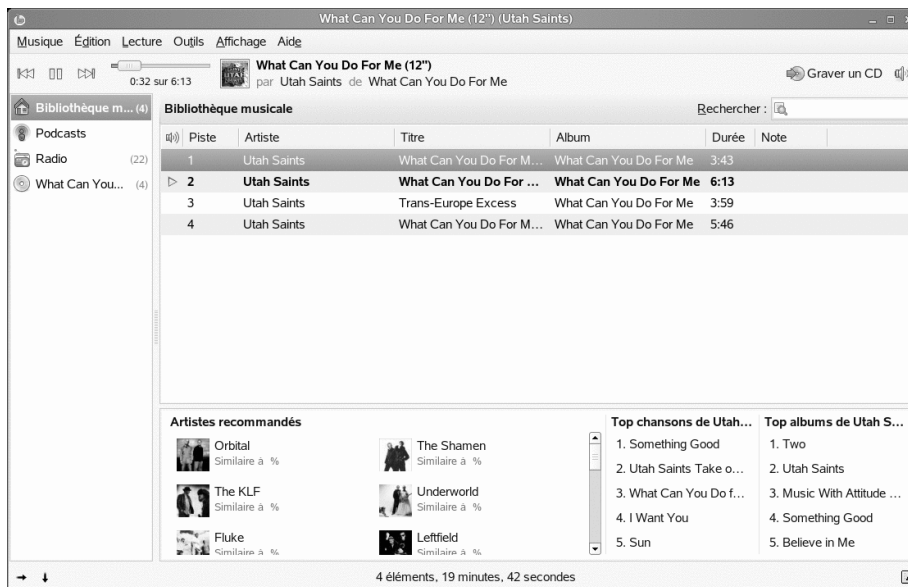 What Can You Do For Me (12") (Utah Saints)
Musique Édition Lecture Outils Affichage Aide
What Can You Do For Me (12")
0:32 sur 6:13
par Utah Saints de What Can You Do For Me
Graver un CD
Bibliothèque m... (4)
Podcasts
Radio (22)
What Can You... (4)
Bibliothèque musicale
Rechercher :
Piste Artiste Titre Album Durée Note
1 Utah Saints What Can You Do For M... What Can You Do For Me 3:43
2 Utah Saints What Can You Do For ... What Can You Do For Me 6:13
3 Utah Saints Trans-Europe Excess What Can You Do For Me 3:59
4 Utah Saints What Can You Do For M... What Can You Do For Me 5:46
Artistes recommandés
Orbital
Similaire à %
The Shamen
Similaire à %
The KLF
Similaire à %
Underworld
Similaire à %
Fluke
Similaire à %
Leftfield
Similaire à %
Top chansons de Utah...
1. Something Good
2. Utah Saints Take o...
3. What Can You Do f...
4. I Want You
5. Sun
Top albums de Utah S...
1. Two
2. Utah Saints
3. Music With Attitude ...
4. Something Good
5. Believe in Me
4 éléments, 19 minutes, 42 secondes